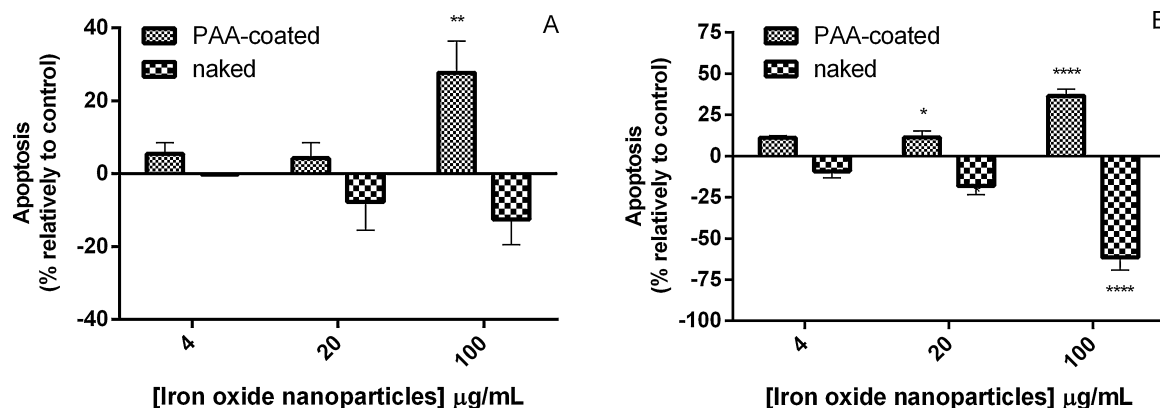 A
PAA-coated
naked
**
40
20
0
-20
-40
Apoptosis
(% relatively to control)
4
20
100
[Iron oxide nanoparticles] µg/mL
PAA-coated
naked
*
****
*
****
75
50
25
0
-25
-50
-75
-100
Apoptosis
(% relatively to control)
4
20
100
[Iron oxide nanoparticles] µg/mL